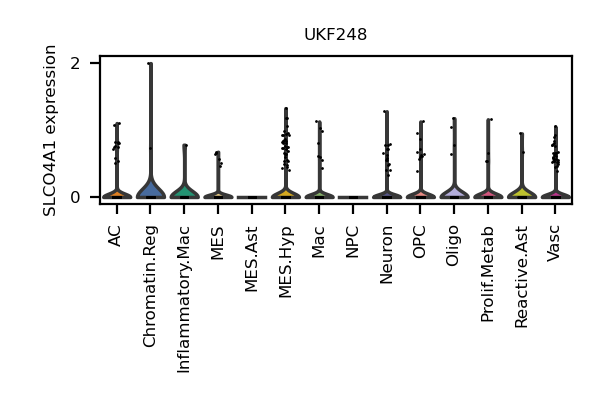 UKF248
SLCO4A1 expression
2
0
AC
Chromatin.Reg
Inflammatory.Mac
MES
MES.Ast
MES.Hyp
Mac
NPC
Neuron
OPC
Oligo
Prolif.Metab
Reactive.Ast
Vasc